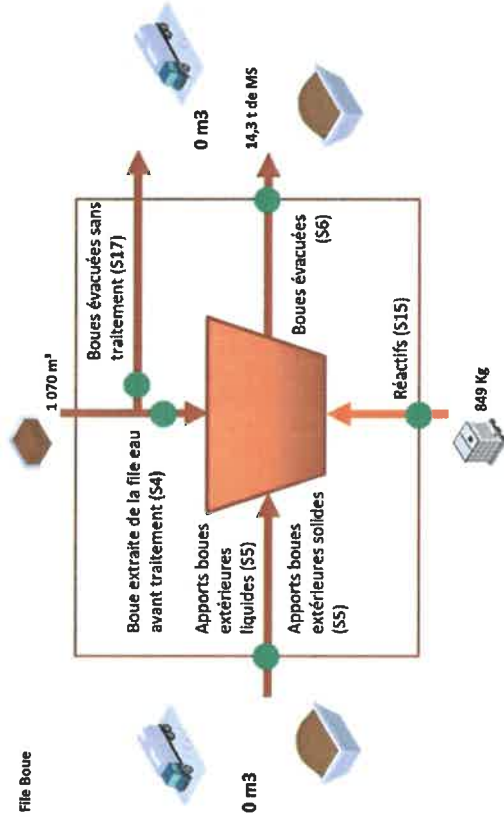 File Boue
1 070 m³
Boues évacuées sans
traitement (S17)
0 m3
Boue extraite de la file eau
avant traitement (S4)
14,3 t de MS
Apports boues
extérieures
liquides (S5)
Boues évacuées
(S6)
0 m3
Apports boues
extérieures solides
(S5)
Réactifs (S15)
849 Kg